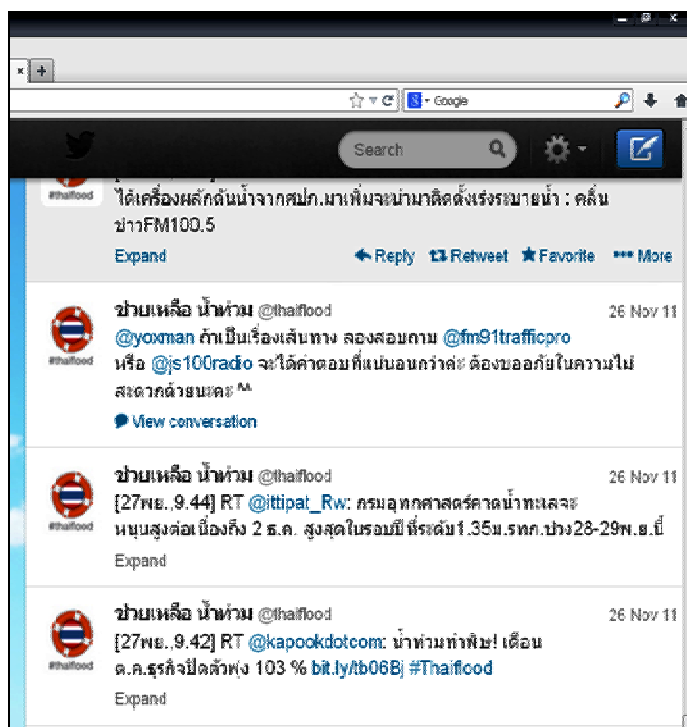 Google
Search
#thaiflood
ได้เครื่องผลักดันน้ำจากสปภ.มาเพิ่มจะนำมาติดตั้งเร่งระบายน้ำ : คลื่น
ข่าวFM100.5
Expand Reply Retweet Favorite More
ช่วยเหลือ น้ำท่วม @thaiflood 26 Nov 11
@yoxman ถ้าเป็นเรื่องเส้นทาง ลองสอบถาม @fm91trafficpro
#thaiflood
หรือ @js100radio จะได้คำตอบที่แน่นอนกว่าค่ะ ต้องขออภัยในความไม่
สะดวกด้วยนะคะ ^^
View conversation
ช่วยเหลือ น้ำท่วม @thaiflood 26 Nov 11
[27พย.,9.44] RT @ittipat_Rw: กรมอุทกศาสตร์คาดน้ำทะเลจะ
#thaiflood
หนุนสูงต่อเนื่องถึง 2 ธ.ค. สูงสุดในรอบปี ที่ระดับ1.35ม.รทก.ช่วง28-29พ.ย.นี้
Expand
ช่วยเหลือ น้ำท่วม @thaiflood 26 Nov 11
[27พย.,9.42] RT @kapookdotcom: น้ำท่วมทำพิษ! เดือน
#thaiflood
ต.ค.ธุรกิจปิดตัวพุ่ง 103 % bit.ly/tb06Bj #Thaiflood
Expand